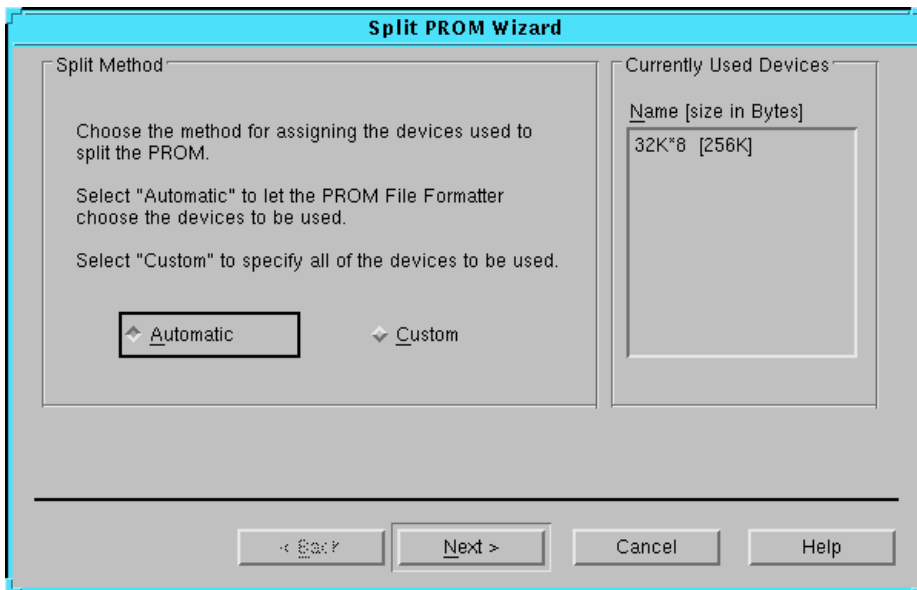 Split PROM Wizard
Split Method
Choose the method for assigning the devices used to
split the PROM.
Select "Automatic" to let the PROM File Formatter
choose the devices to be used.
Select "Custom" to specify all of the devices to be used.
Automatic
Custom
Currently Used Devices
Name [size in Bytes]
32K*8 [256K]
< Back
Next >
Cancel
Help